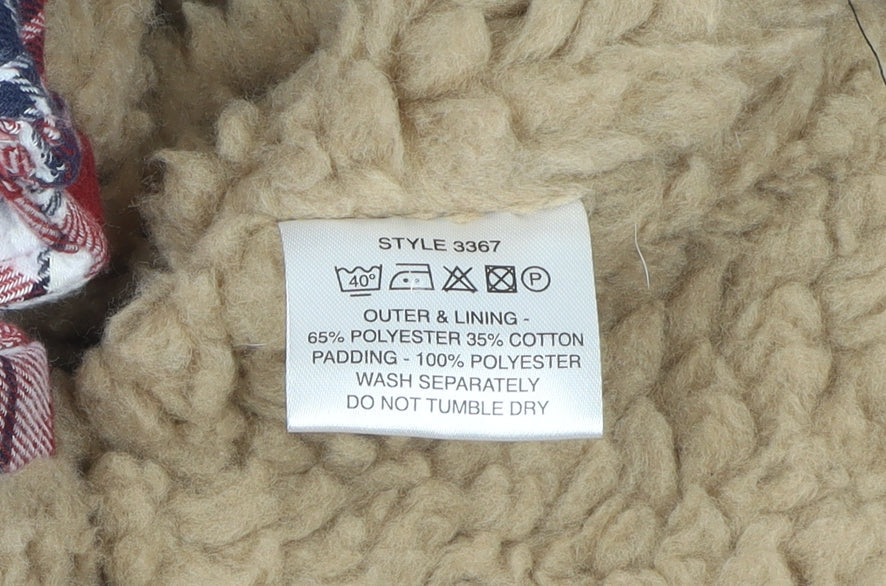 STYLE 3367
40° P
OUTER & LINING -
65% POLYESTER 35% COTTON
PADDING - 100% POLYESTER
WASH SEPARATELY
DO NOT TUMBLE DRY